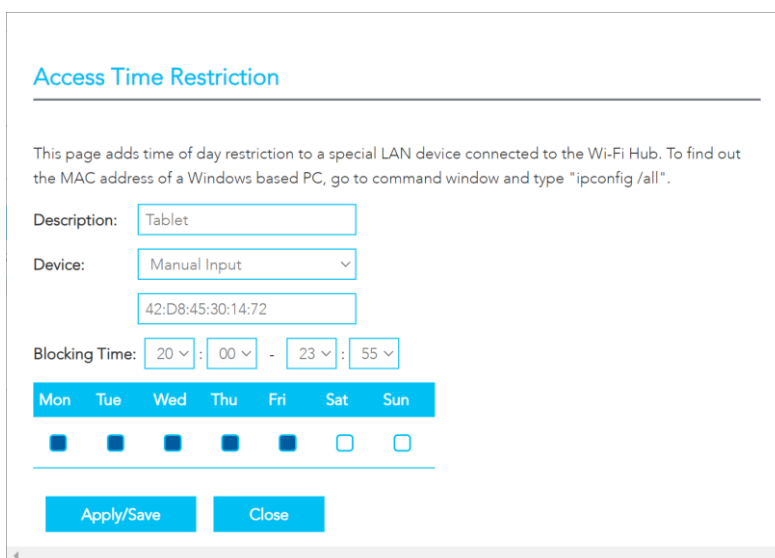 Access Time Restriction
This page adds time of day restriction to a special LAN device connected to the Wi-Fi Hub. To find out
the MAC address of a Windows based PC, go to command window and type "ipconfig /all".
Description: Tablet
Device: Manual Input
42:D8:45:30:14:72
Blocking Time: 20 : 00 - 23 : 55
Mon Tue Wed Thu Fri Sat Sun
Apply/Save Close